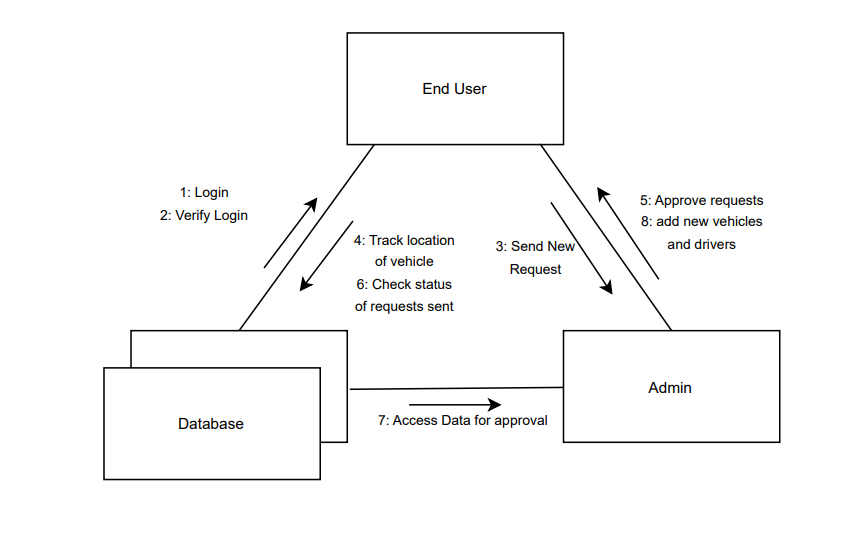 End User
1: Login
2: Verify Login
4: Track location
of vehicle
6: Check status
of requests sent
3: Send New
Request
5: Approve requests
8: add new vehicles
and drivers
Database
Admin
7: Access Data for approval